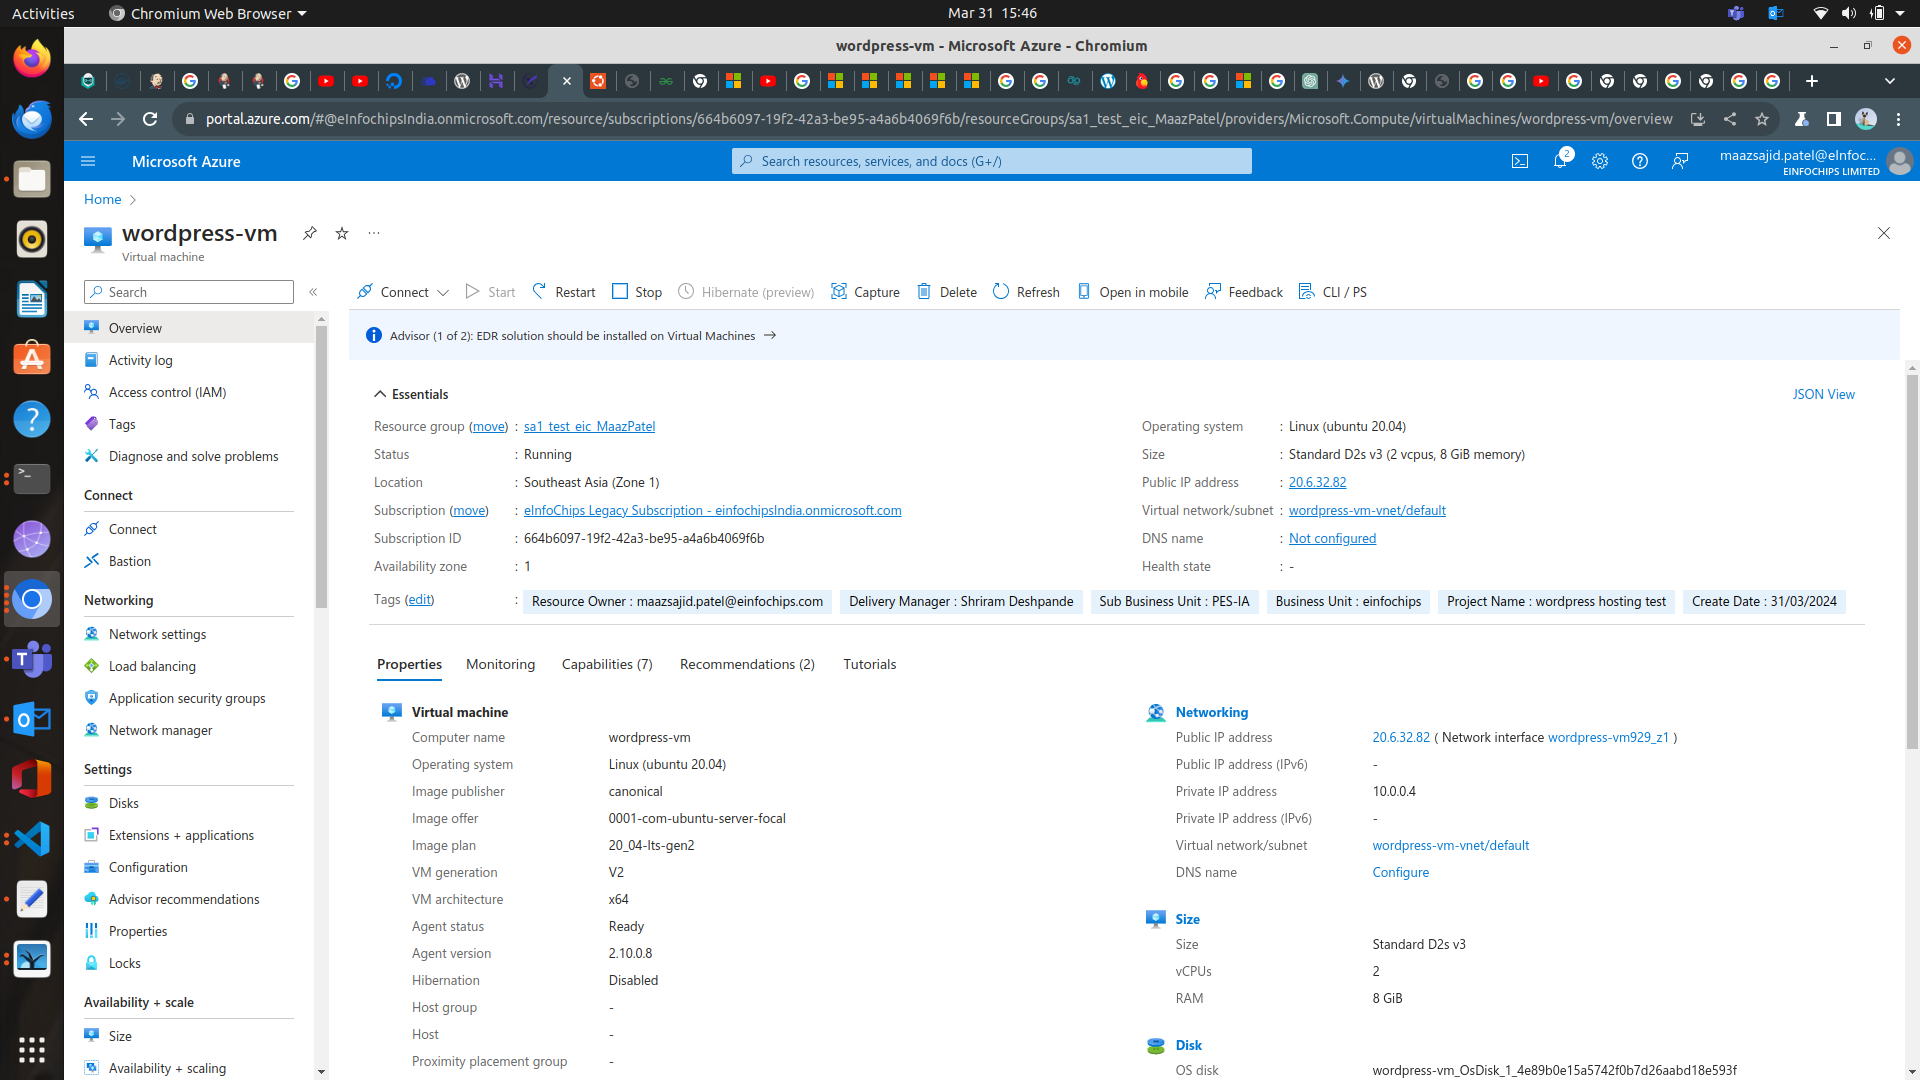 Activities Chromium Web Browser Mar 31 15:46
wordpress-vm - Microsoft Azure - Chromium
portal.azure.com/#@eInfochipsIndia.onmicrosoft.com/resource/subscriptions/664b6097-19f2-42a3-be95-a4a6b4069f6b/resourceGroups/sa1_test_eic_MaazPatel/providers/Microsoft.Compute/virtualMachines/wordpress-vm/overview
Microsoft Azure Search resources, services, and docs (G+/) 2 maazsajid.patel@eInfoc...
EINFOCHIPS LIMITED
Home
wordpress-vm ...
Virtual machine
Search «
Connect Start Restart Stop Hibernate (preview) Capture Delete Refresh Open in mobile Feedback CLI / PS
Overview
Activity log
Access control (IAM)
Tags
Diagnose and solve problems
Connect
Connect
Bastion
Networking
Network settings
Load balancing
Application security groups
Network manager
Settings
Disks
Extensions + applications
Configuration
Advisor recommendations
Properties
Locks
Availability + scale
Size
Availability + scaling
Advisor (1 of 2): EDR solution should be installed on Virtual Machines →
Essentials JSON View
Resource group (move) : sa1_test_eic_MaazPatel
Status : Running
Location : Southeast Asia (Zone 1)
Subscription (move) : eInfoChips Legacy Subscription - einfochipsIndia.onmicrosoft.com
Subscription ID : 664b6097-19f2-42a3-be95-a4a6b4069f6b
Availability zone : 1
Operating system : Linux (ubuntu 20.04)
Size : Standard D2s v3 (2 vcpus, 8 GiB memory)
Public IP address : 20.6.32.82
Virtual network/subnet : wordpress-vm-vnet/default
DNS name : Not configured
Health state : -
Tags (edit) : Resource Owner : maazsajid.patel@einfochips.com Delivery Manager : Shriram Deshpande Sub Business Unit : PES-IA Business Unit : einfochips Project Name : wordpress hosting test Create Date : 31/03/2024
Properties Monitoring Capabilities (7) Recommendations (2) Tutorials
Virtual machine
Computer name wordpress-vm
Operating system Linux (ubuntu 20.04)
Image publisher canonical
Image offer 0001-com-ubuntu-server-focal
Image plan 20_04-lts-gen2
VM generation V2
VM architecture x64
Agent status Ready
Agent version 2.10.0.8
Hibernation Disabled
Host group -
Host -
Proximity placement group -
Networking
Public IP address 20.6.32.82 ( Network interface wordpress-vm929_z1 )
Public IP address (IPv6) -
Private IP address 10.0.0.4
Private IP address (IPv6) -
Virtual network/subnet wordpress-vm-vnet/default
DNS name Configure
Size
Size Standard D2s v3
vCPUs 2
RAM 8 GiB
Disk
OS disk wordpress-vm_OsDisk_1_4e89b0e15a5742f0b7d26aabd18e593f